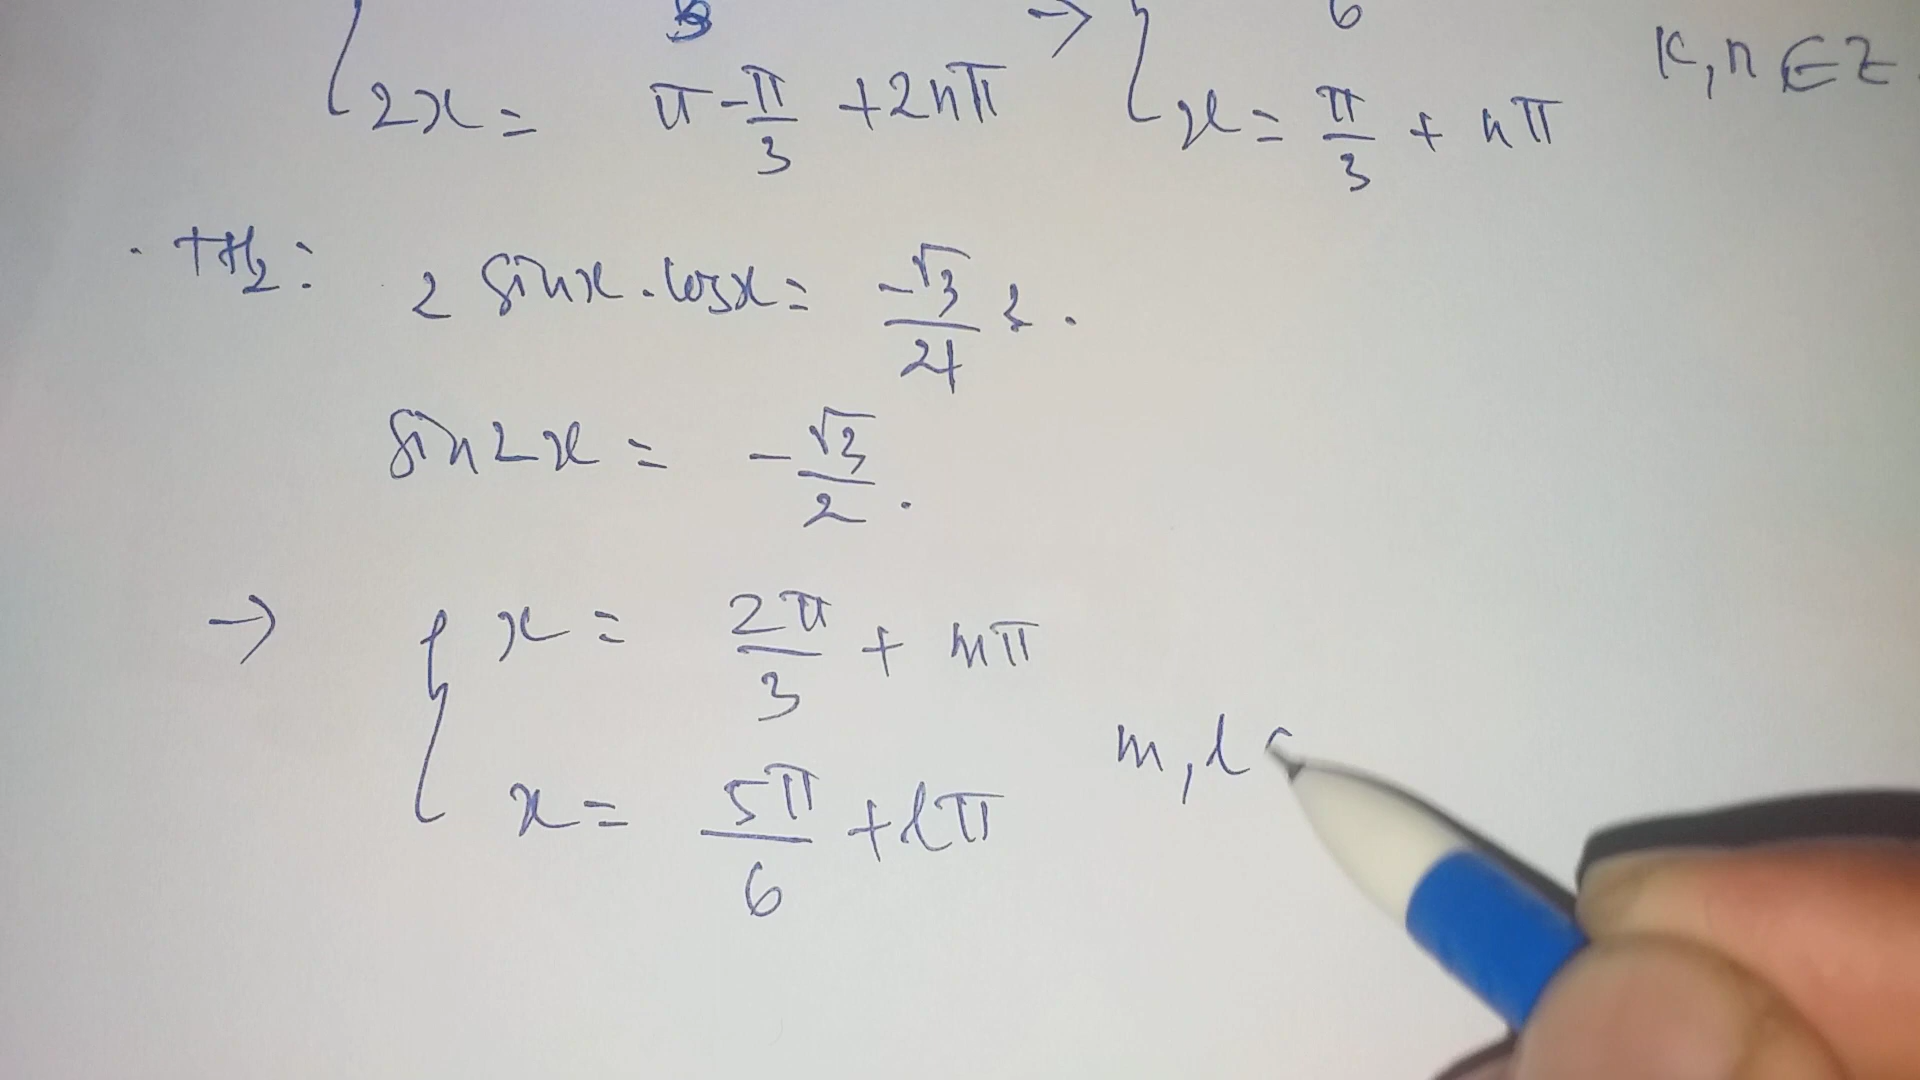 2x = π - π/3 + 2nπ → x = π/3 + nπ k, n ∈ Z
· TH2: 2 sinx . cosx = -√3/4 2 .
sin2x = -√3/2 .
→ { x = 2π/3 + mπ
x = 5π/6 + lπ m, l